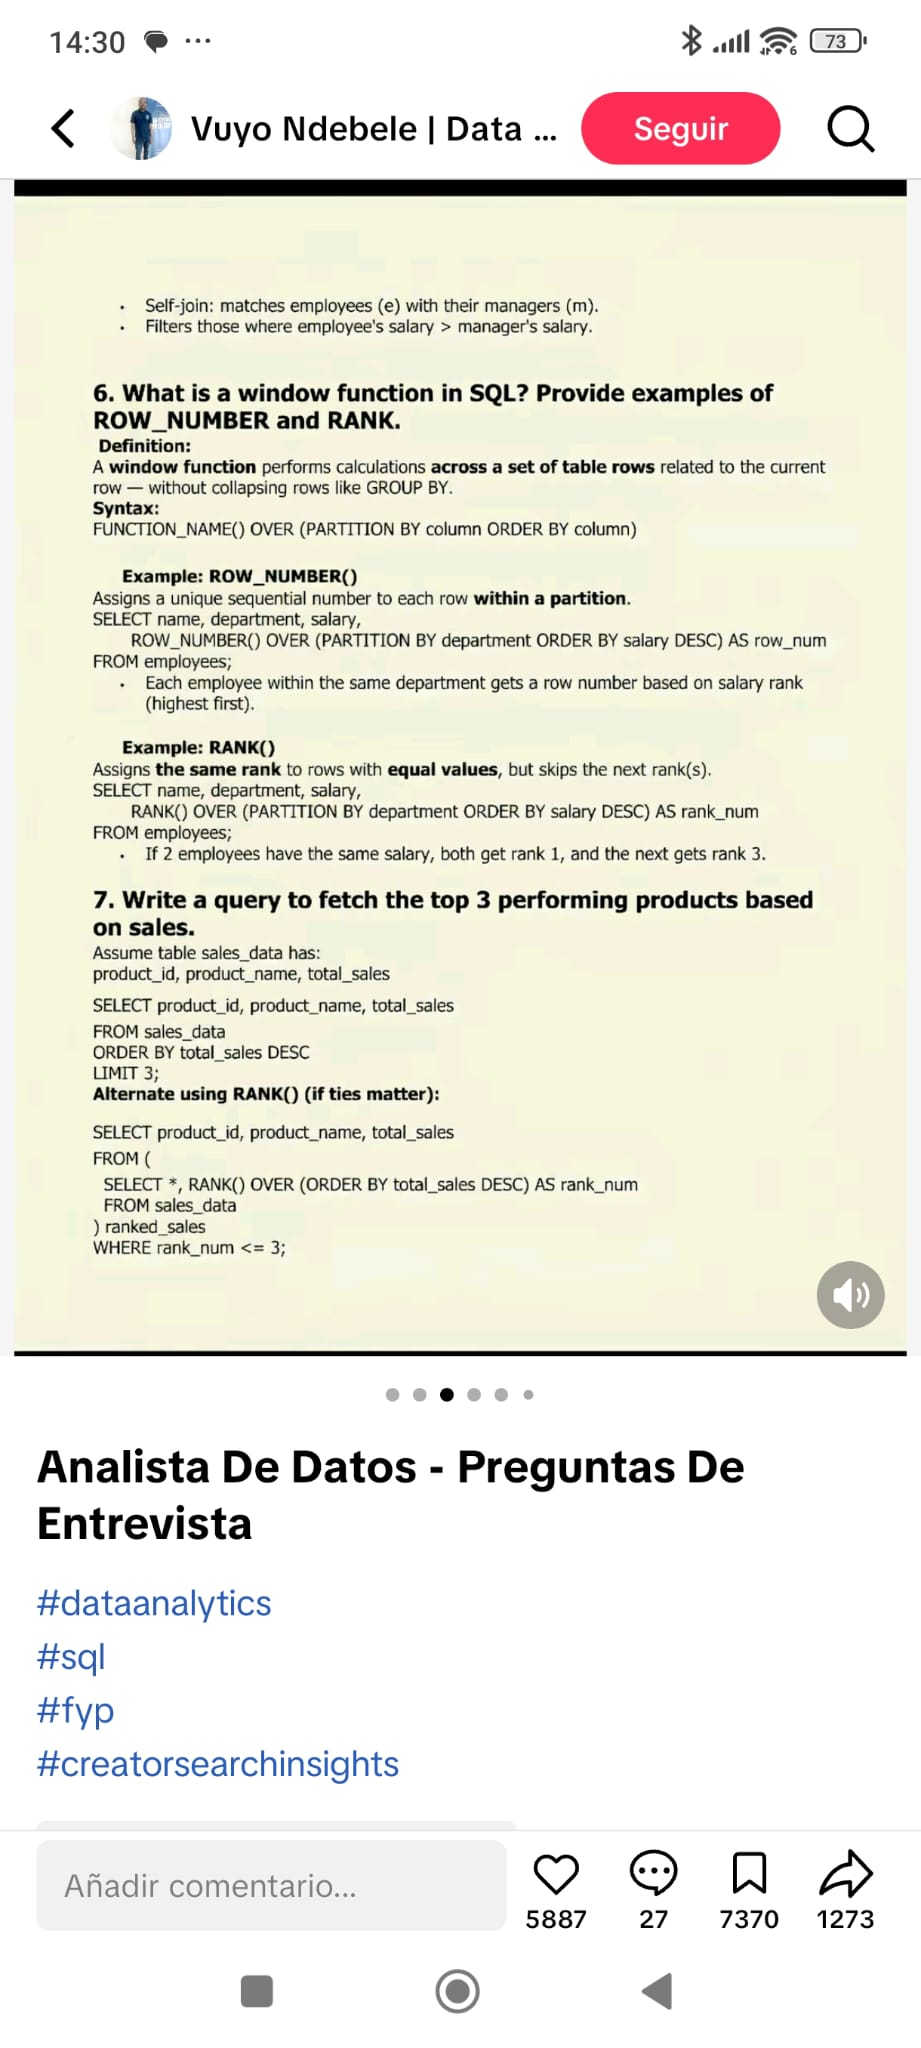 14:30
73
Vuyo Ndebele | Data ...
Seguir
• Self-join: matches employees (e) with their managers (m).
• Filters those where employee's salary > manager's salary.
6. What is a window function in SQL? Provide examples of
ROW_NUMBER and RANK.
Definition:
A window function performs calculations across a set of table rows related to the current
row — without collapsing rows like GROUP BY.
Syntax:
FUNCTION_NAME() OVER (PARTITION BY column ORDER BY column)
Example: ROW_NUMBER()
Assigns a unique sequential number to each row within a partition.
SELECT name, department, salary,
ROW_NUMBER() OVER (PARTITION BY department ORDER BY salary DESC) AS row_num
FROM employees;
• Each employee within the same department gets a row number based on salary rank
(highest first).
Example: RANK()
Assigns the same rank to rows with equal values, but skips the next rank(s).
SELECT name, department, salary,
RANK() OVER (PARTITION BY department ORDER BY salary DESC) AS rank_num
FROM employees;
• If 2 employees have the same salary, both get rank 1, and the next gets rank 3.
7. Write a query to fetch the top 3 performing products based
on sales.
Assume table sales_data has:
product_id, product_name, total_sales
SELECT product_id, product_name, total_sales
FROM sales_data
ORDER BY total_sales DESC
LIMIT 3;
Alternate using RANK() (if ties matter):
SELECT product_id, product_name, total_sales
FROM (
SELECT *, RANK() OVER (ORDER BY total_sales DESC) AS rank_num
FROM sales_data
) ranked_sales
WHERE rank_num <= 3;
Analista De Datos - Preguntas De
Entrevista
#dataanalytics
#sql
#fyp
#creatorsearchinsights
Añadir comentario...
5887
27
7370
1273